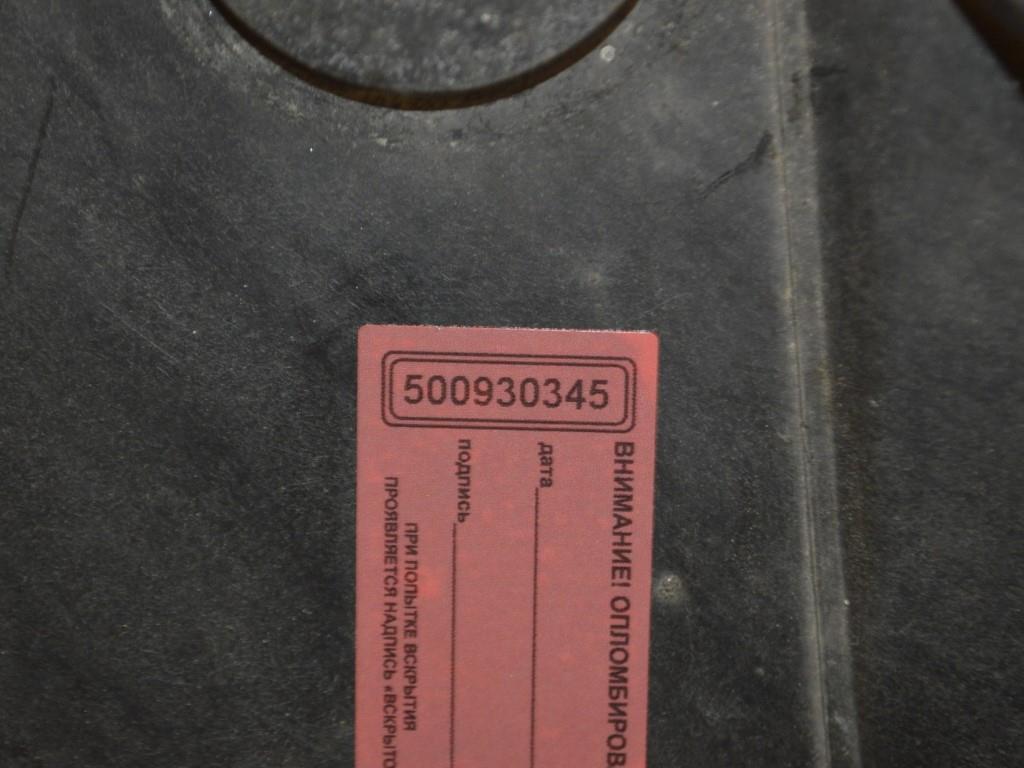 500930345
ВНИМАНИЕ! ОПЛОМБИРОВ
дата
подпись
ПРИ ПОПЫТКЕ ВСКРЫТИЯ
ПРОЯВЛЯЕТСЯ НАДПИСЬ «ВСКРЫТО